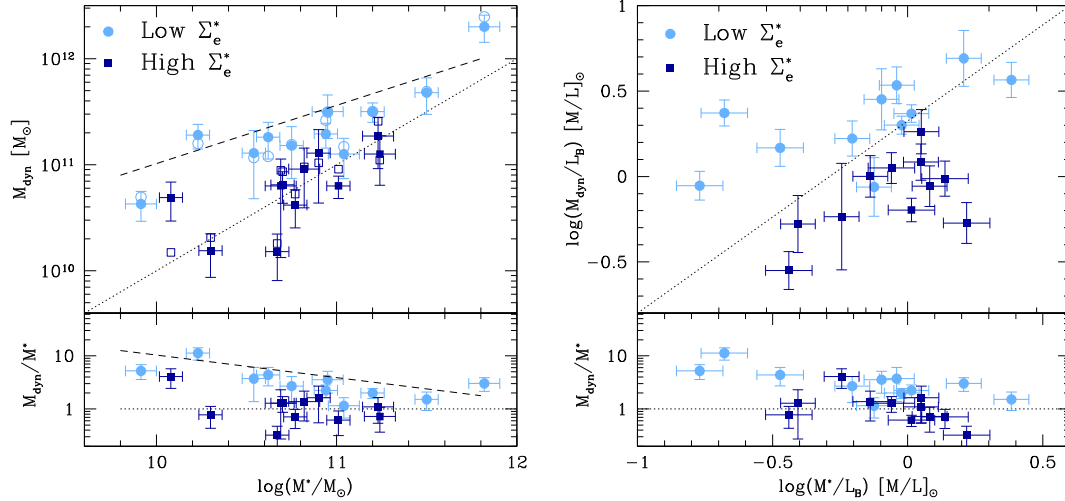 Low Σ*e
High Σ*e
10¹²
10¹¹
10¹⁰
M_dyn [M⊙]
10
1
M_dyn/M*
10 11 12
log(M*/M⊙)
Low Σ*e
High Σ*e
1
0.5
0
−0.5
log(M_dyn/L_B) [M/L]⊙
10
1
M_dyn/M*
−1 −0.5 0 0.5
log(M*/L_B) [M/L]⊙